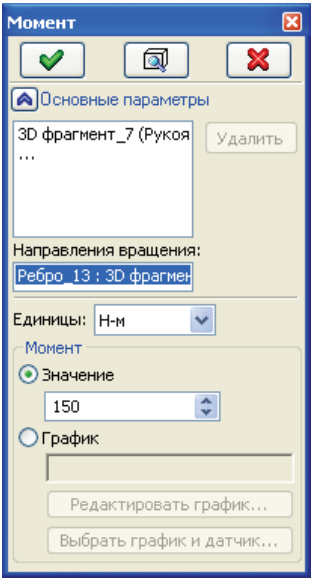 Момент
Основные параметры
3D фрагмент_7 (Рукоя
...
Удалить
Направления вращения:
Ребро_13 : 3D фрагмен
Единицы: Н-м
Момент
Значение
150
График
Редактировать график...
Выбрать график и датчик...